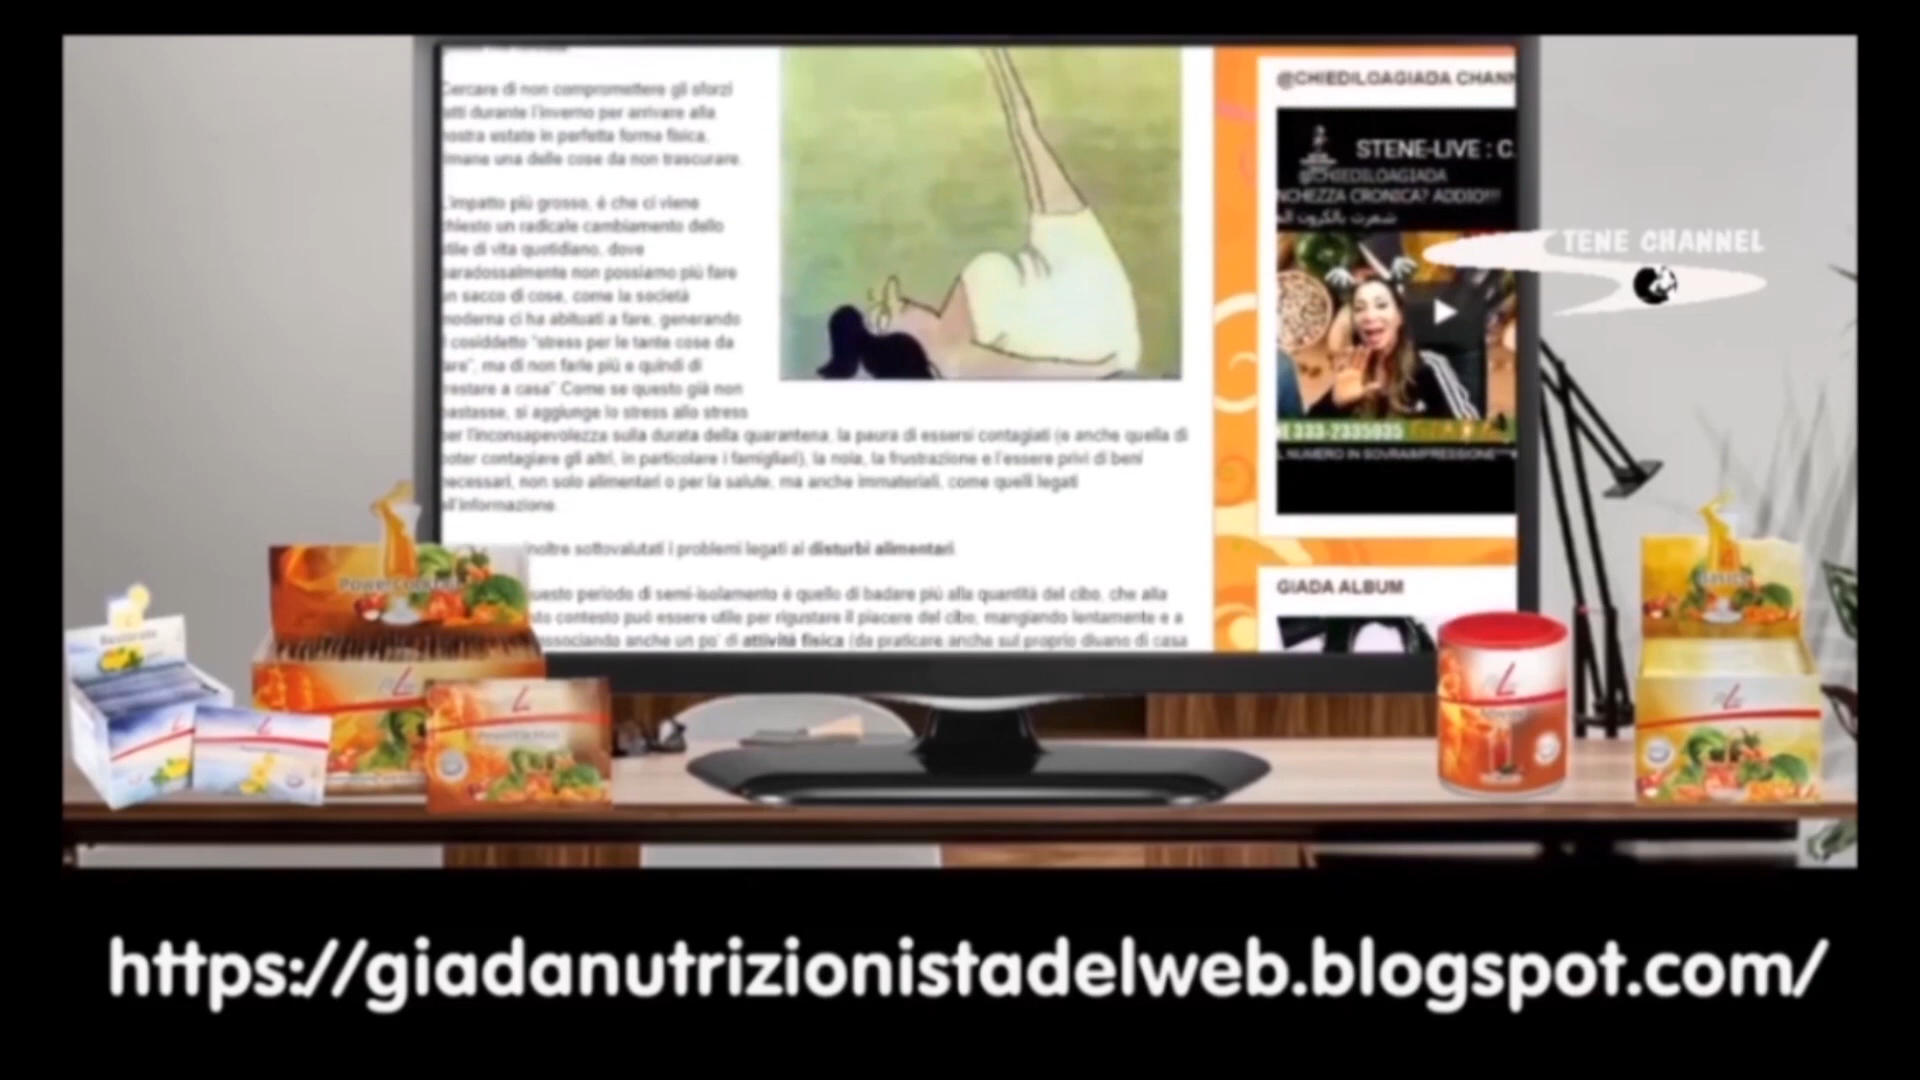 Cercare di non compromettere gli sforzi
fatti durante l'inverno per arrivare alla
nostra estate in perfetta forma fisica,
rimane una delle cose da non trascurare.
L'impatto più grosso, è che ci viene
chiesto un radicale cambiamento dello
stile di vita quotidiano, dove
paradossalmente non possiamo più fare
un sacco di cose, come la società
moderna ci ha abituati a fare, generando
il cosiddetto "stress per le tante cose da
fare", ma di non farle più e quindi di
"restare a casa" Come se questo già non
bastasse, si aggiunge lo stress allo stress
per l'inconsapevolezza sulla durata della quarantena, la paura di essersi contagiati (e anche quella di
poter contagiare gli altri, in particolare i famigliari), la noia, la frustrazione e l'essere privi di beni
necessari, non solo alimentari o per la salute, ma anche immateriali, come quelli legati
all'informazione.
inoltre sottovalutati i problemi legati ai disturbi alimentari
questo periodo di semi-isolamento è quello di badare più alla quantità del cibo, che alla
contesto può essere utile per rigustare il piacere del cibo, mangiando lentamente e a
associando anche un po' di attività fisica (da praticare anche sul proprio divano di casa
@CHIEDILOAGIADA CHANN
STENE-LIVE : C
@CHIEDILOAGIADA
NCHEZZA CRONICA? ADDIO!!!
333-2335035
L NUMERO IN SOVRAIMPRESSIONE
GIADA ALBUM
TENE CHANNEL
Restorate
PowerCocktail
Basics
https://giadanutrizionistadelweb.blogspot.com/